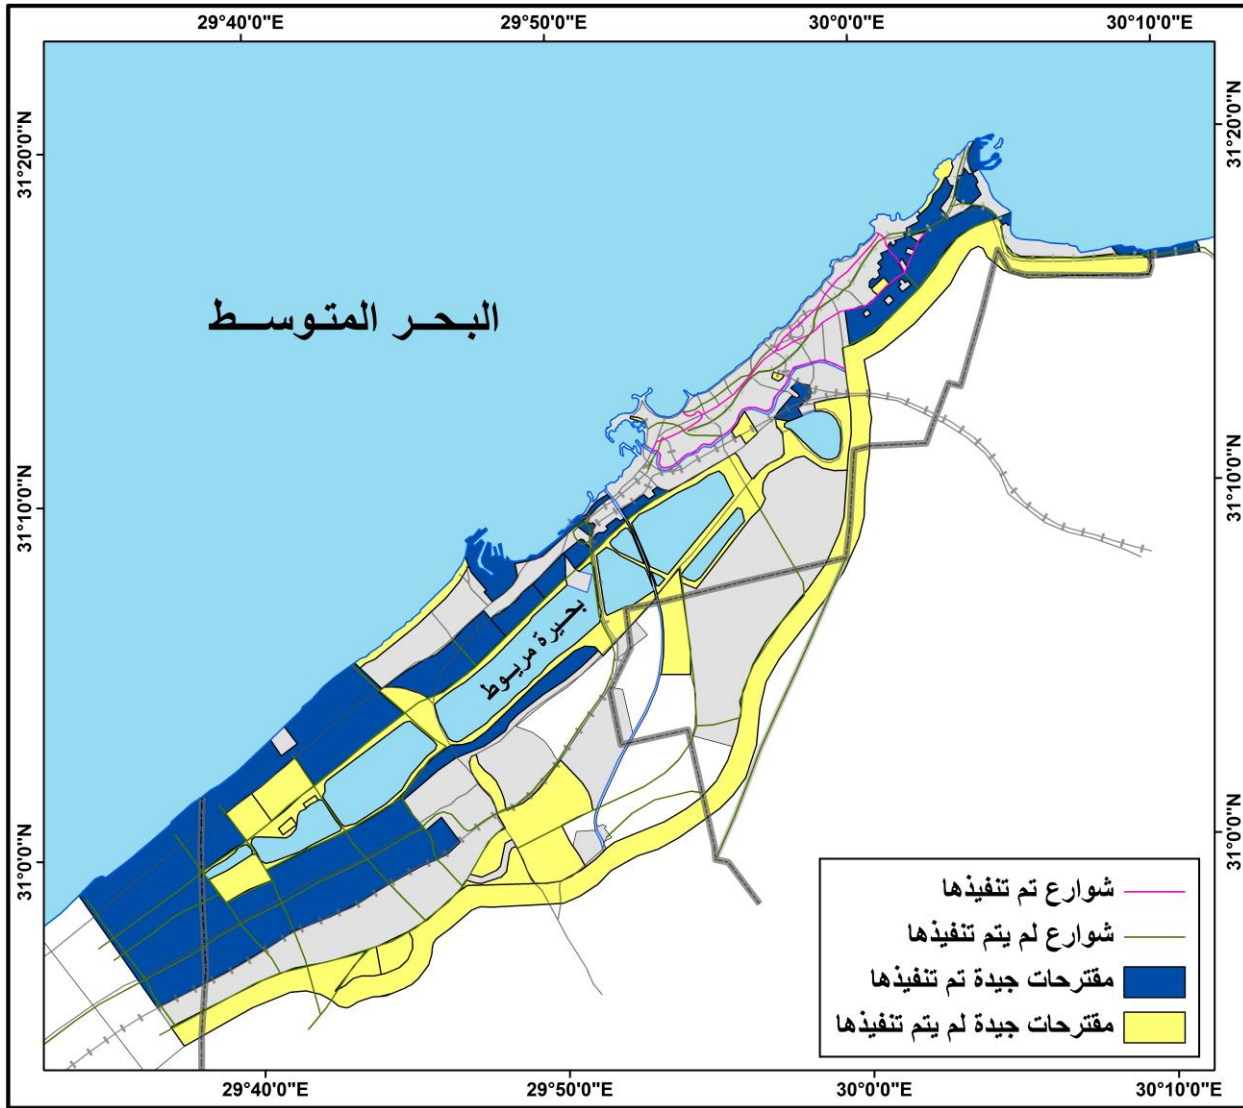 29°40'0"E 29°50'0"E 30°0'0"E 30°10'0"E
31°20'0"N
31°20'0"N
البحر المتوسط
31°10'0"N
31°10'0"N
بحيرة مريوط
31°0'0"N
31°0'0"N
شوارع تم تنفيذها
شوارع لم يتم تنفيذها
مقترحات جيدة تم تنفيذها
مقترحات جيدة لم يتم تنفيذها
29°40'0"E 29°50'0"E 30°0'0"E 30°10'0"E